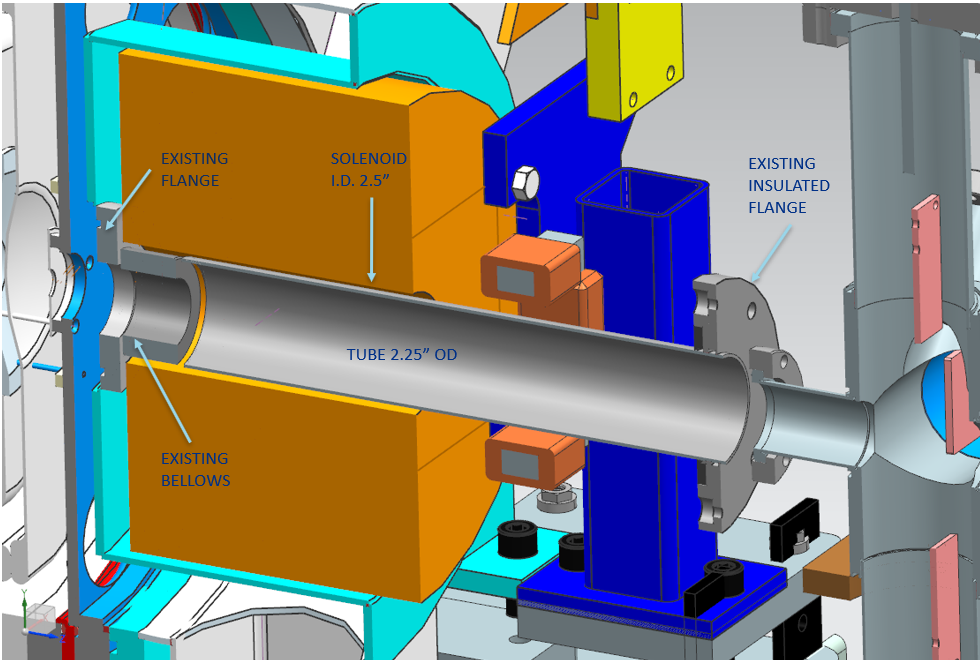 EXISTING
FLANGE
SOLENOID
I.D. 2.5”
EXISTING
INSULATED
FLANGE
TUBE 2.25” OD
EXISTING
BELLOWS
Y